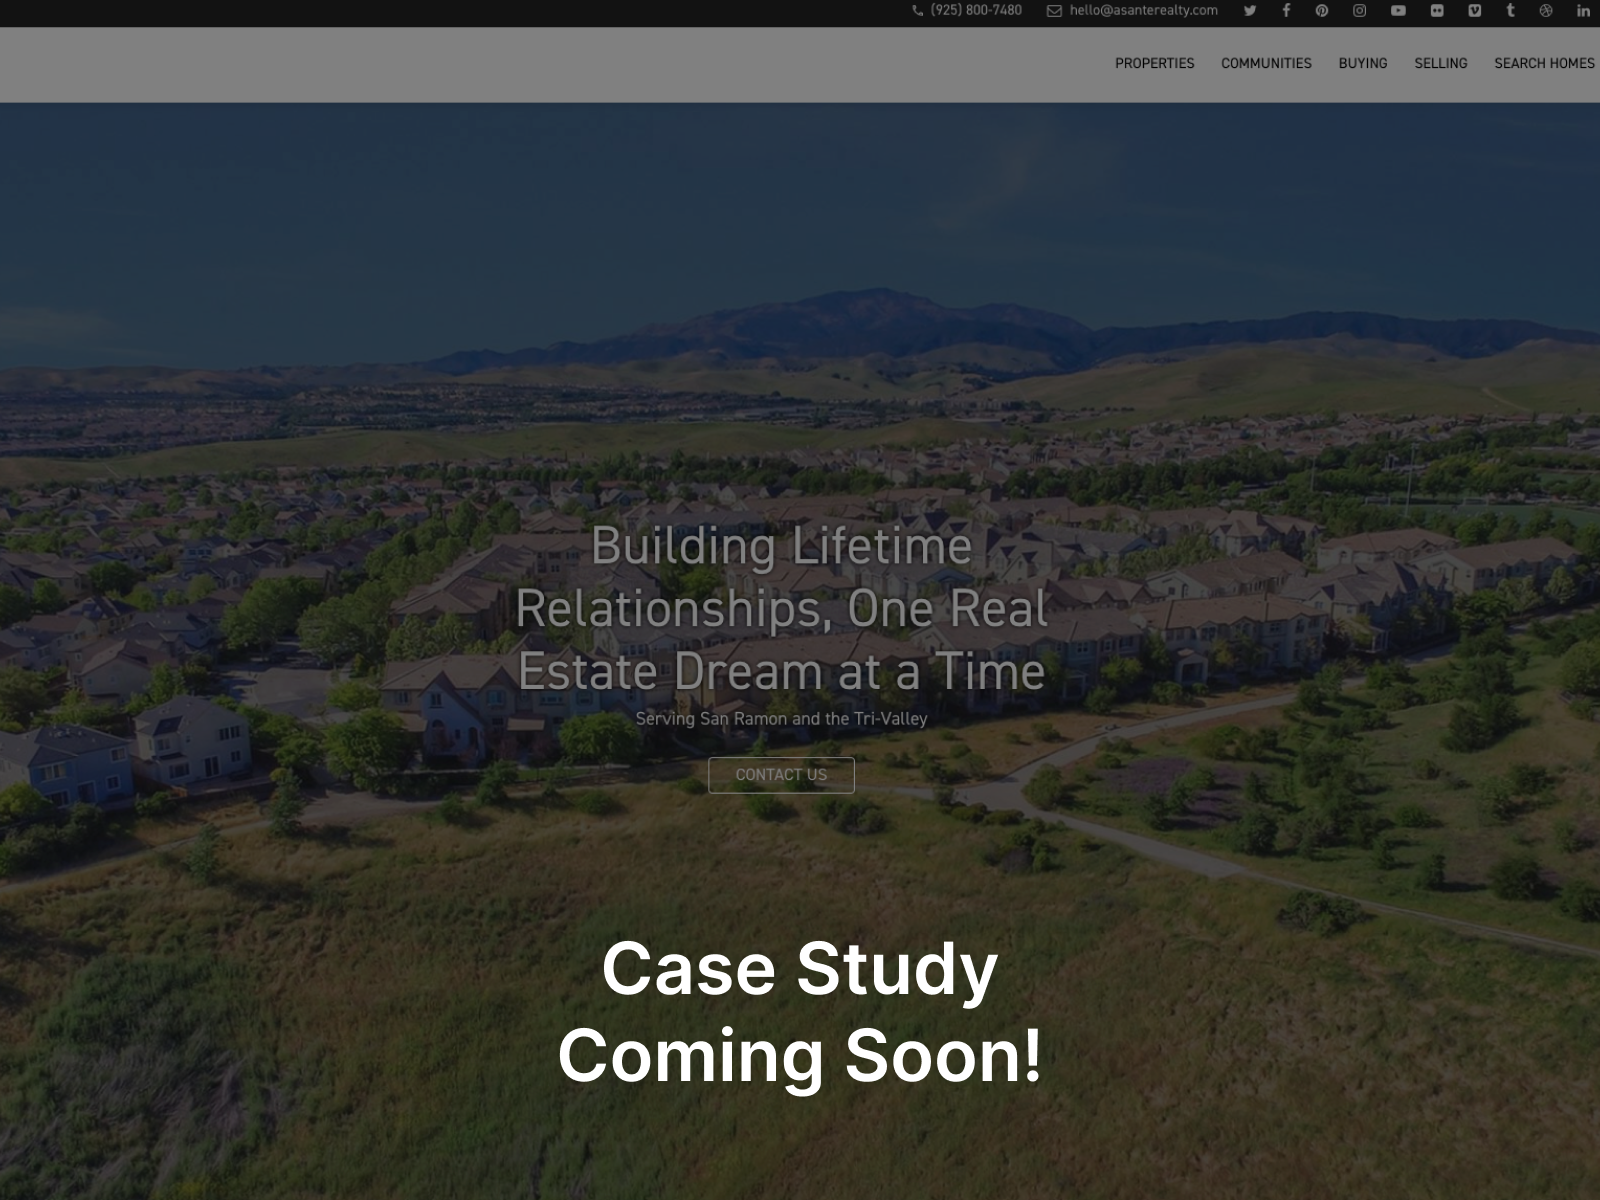 (925) 800-7480 hello@asanterealty.com
PROPERTIES COMMUNITIES BUYING SELLING SEARCH HOMES
Building Lifetime
Relationships, One Real
Estate Dream at a Time
Serving San Ramon and the Tri-Valley
CONTACT US
Case Study
Coming Soon!